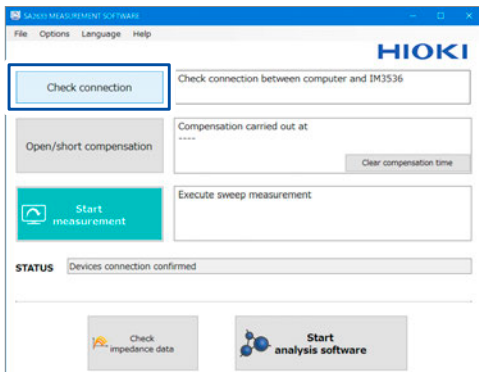 SA2633 MEASUREMENT SOFTWARE
File Options Language Help
HIOKI
Check connection
Check connection between computer and IM3536
Open/short compensation
Compensation carried out at
----
Clear compensation time
Start
measurement
Execute sweep measurement
STATUS
Devices connection confirmed
Check
impedance data
Start
analysis software